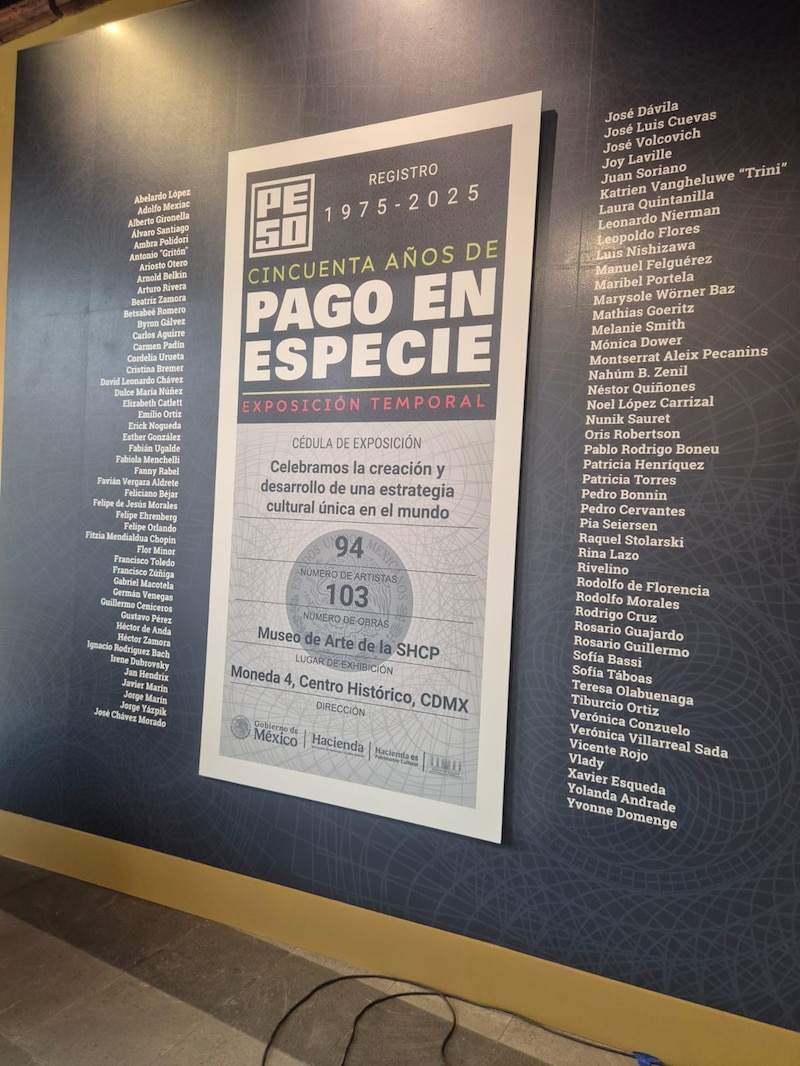 Abelardo López
Adolfo Mexiac
Alberto Gironella
Álvaro Santiago
Ambra Polidori
Antonio "Gritón"
Ariosto Otero
Arnold Belkin
Arturo Rivera
Beatriz Zamora
Betsabeé Romero
Byron Gálvez
Carlos Aguirre
Carmen Padín
Cordelia Urueta
Cristina Bremer
David Leonardo Chávez
Dulce María Núñez
Elizabeth Catlett
Emilio Ortiz
Erick Nogueda
Esther González
Fabián Ugalde
Fabiola Menchelli
Fanny Rabel
Favián Vergara Aldrete
Feliciano Béjar
Felipe de Jesús Morales
Felipe Ehrenberg
Felipe Orlando
Fitzia Mendialdua Chopin
Flor Minor
Francisco Toledo
Francisco Zúñiga
Gabriel Macotela
Germán Venegas
Guillermo Ceniceros
Gustavo Pérez
Héctor de Anda
Héctor Zamora
Ignacio Rodríguez Bach
Irene Dubrovsky
Jan Hendrix
Javier Marín
Jorge Marín
Jorge Yázpik
José Chávez Morado
PE
SO
REGISTRO
1975-2025
CINCUENTA AÑOS DE
PAGO EN
ESPECIE
EXPOSICIÓN TEMPORAL
CÉDULA DE EXPOSICIÓN
Celebramos la creación y
desarrollo de una estrategia
cultural única en el mundo
94
NÚMERO DE ARTISTAS
103
NÚMERO DE OBRAS
Museo de Arte de la SHCP
LUGAR DE EXHIBICIÓN
Moneda 4, Centro Histórico, CDMX
DIRECCIÓN
Gobierno de
México
Hacienda
Hacienda es
Patrimonio Cultural
José Dávila
José Luis Cuevas
José Volcovich
Joy Laville
Juan Soriano
Katrien Vangheluwe "Trini"
Laura Quintanilla
Leonardo Nierman
Leopoldo Flores
Luis Nishizawa
Manuel Felguérez
Maribel Portela
Marysole Wörner Baz
Mathias Goeritz
Melanie Smith
Mónica Dower
Montserrat Aleix Pecanins
Nahúm B. Zenil
Néstor Quiñones
Noel López Carrizal
Nunik Sauret
Oris Robertson
Pablo Rodrigo Boneu
Patricia Henríquez
Patricia Torres
Pedro Bonnin
Pedro Cervantes
Pia Seiersen
Raquel Stolarski
Rina Lazo
Rivelino
Rodolfo de Florencia
Rodolfo Morales
Rodrigo Cruz
Rosario Guajardo
Rosario Guillermo
Sofía Bassi
Sofía Táboas
Teresa Olabuenaga
Tiburcio Ortiz
Verónica Conzuelo
Verónica Villarreal Sada
Vicente Rojo
Vlady
Xavier Esqueda
Yolanda Andrade
Yvonne Domenge